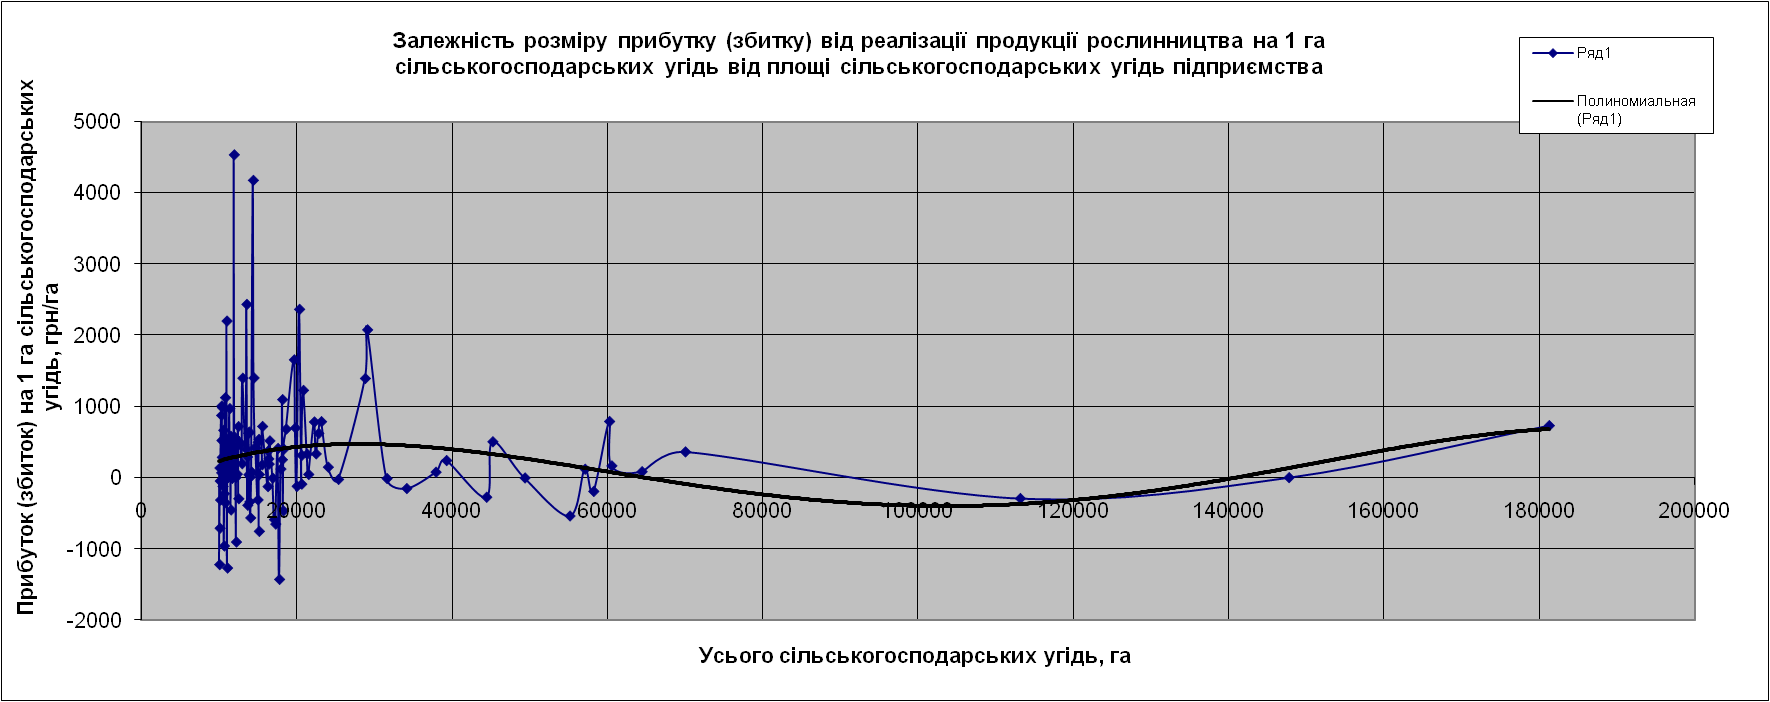 Залежність розміру прибутку (збитку) від реалізації продукції рослинництва на 1 га
сільськогосподарських угідь від площі сільськогосподарських угідь підприємства
Ряд1
Полиномиальная
(Ряд1)
Прибуток (збиток) на 1 га сільськогосподарських
угідь, грн/га
5000
4000
3000
2000
1000
0
-1000
-2000
0
20000
40000
60000
80000
100000
120000
140000
160000
180000
200000
Усього сільськогосподарських угідь, га